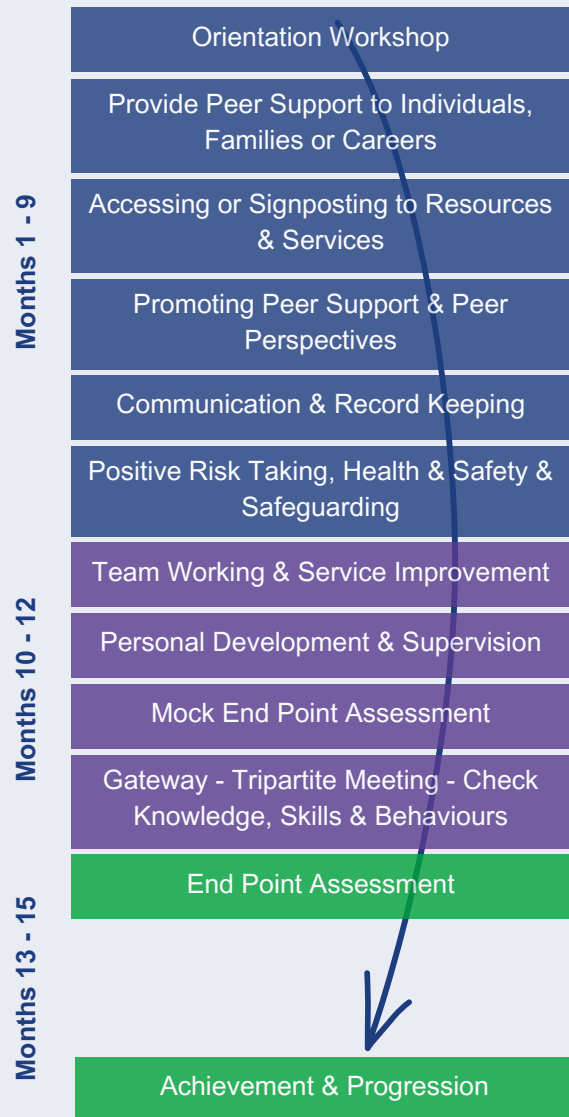 Months 1 - 9
Orientation Workshop
Provide Peer Support to Individuals,
Families or Careers
Accessing or Signposting to Resources
& Services
Promoting Peer Support & Peer
Perspectives
Communication & Record Keeping
Positive Risk Taking, Health & Safety &
Safeguarding
Months 10 - 12
Team Working & Service Improvement
Personal Development & Supervision
Mock End Point Assessment
Gateway - Tripartite Meeting - Check
Knowledge, Skills & Behaviours
Months 13 - 15
End Point Assessment
Achievement & Progression